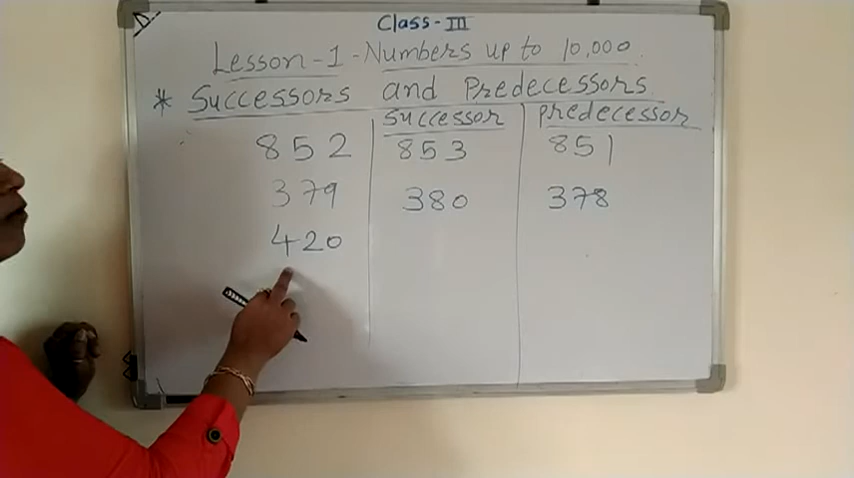 Class-III
Lesson-1-Numbers up to 10,000
* Successors and Predecessors
successor predecessor
852 853 851
379 380 378
420